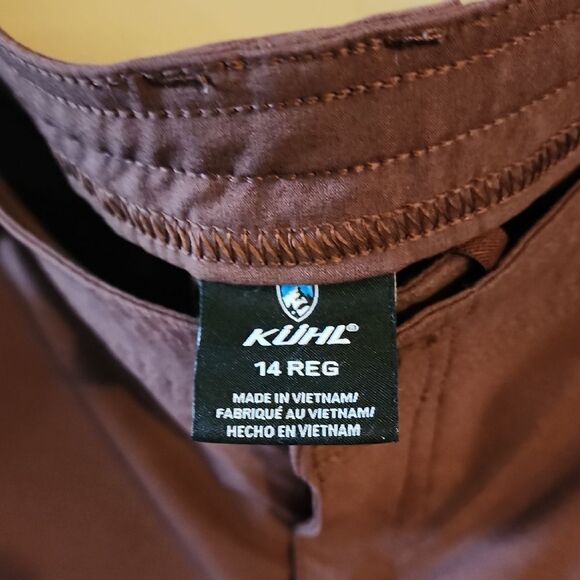 KÜHL®
14 REG
MADE IN VIETNAM/
FABRIQUÉ AU VIETNAM/
HECHO EN VIETNAM